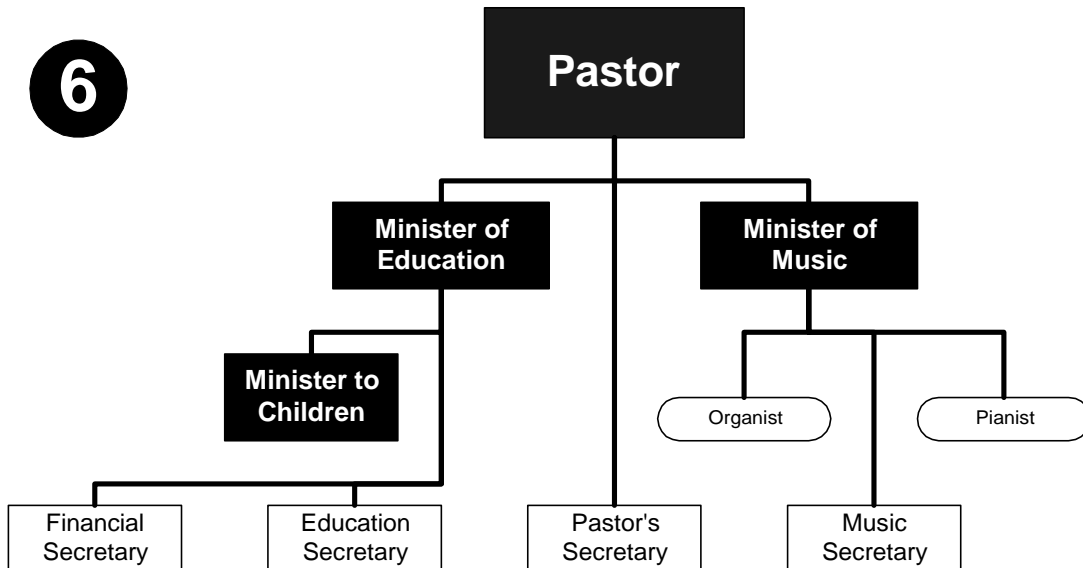 6
Pastor
Minister of
Education
Minister of
Music
Minister to
Children
Organist
Pianist
Financial
Secretary
Education
Secretary
Pastor's
Secretary
Music
Secretary